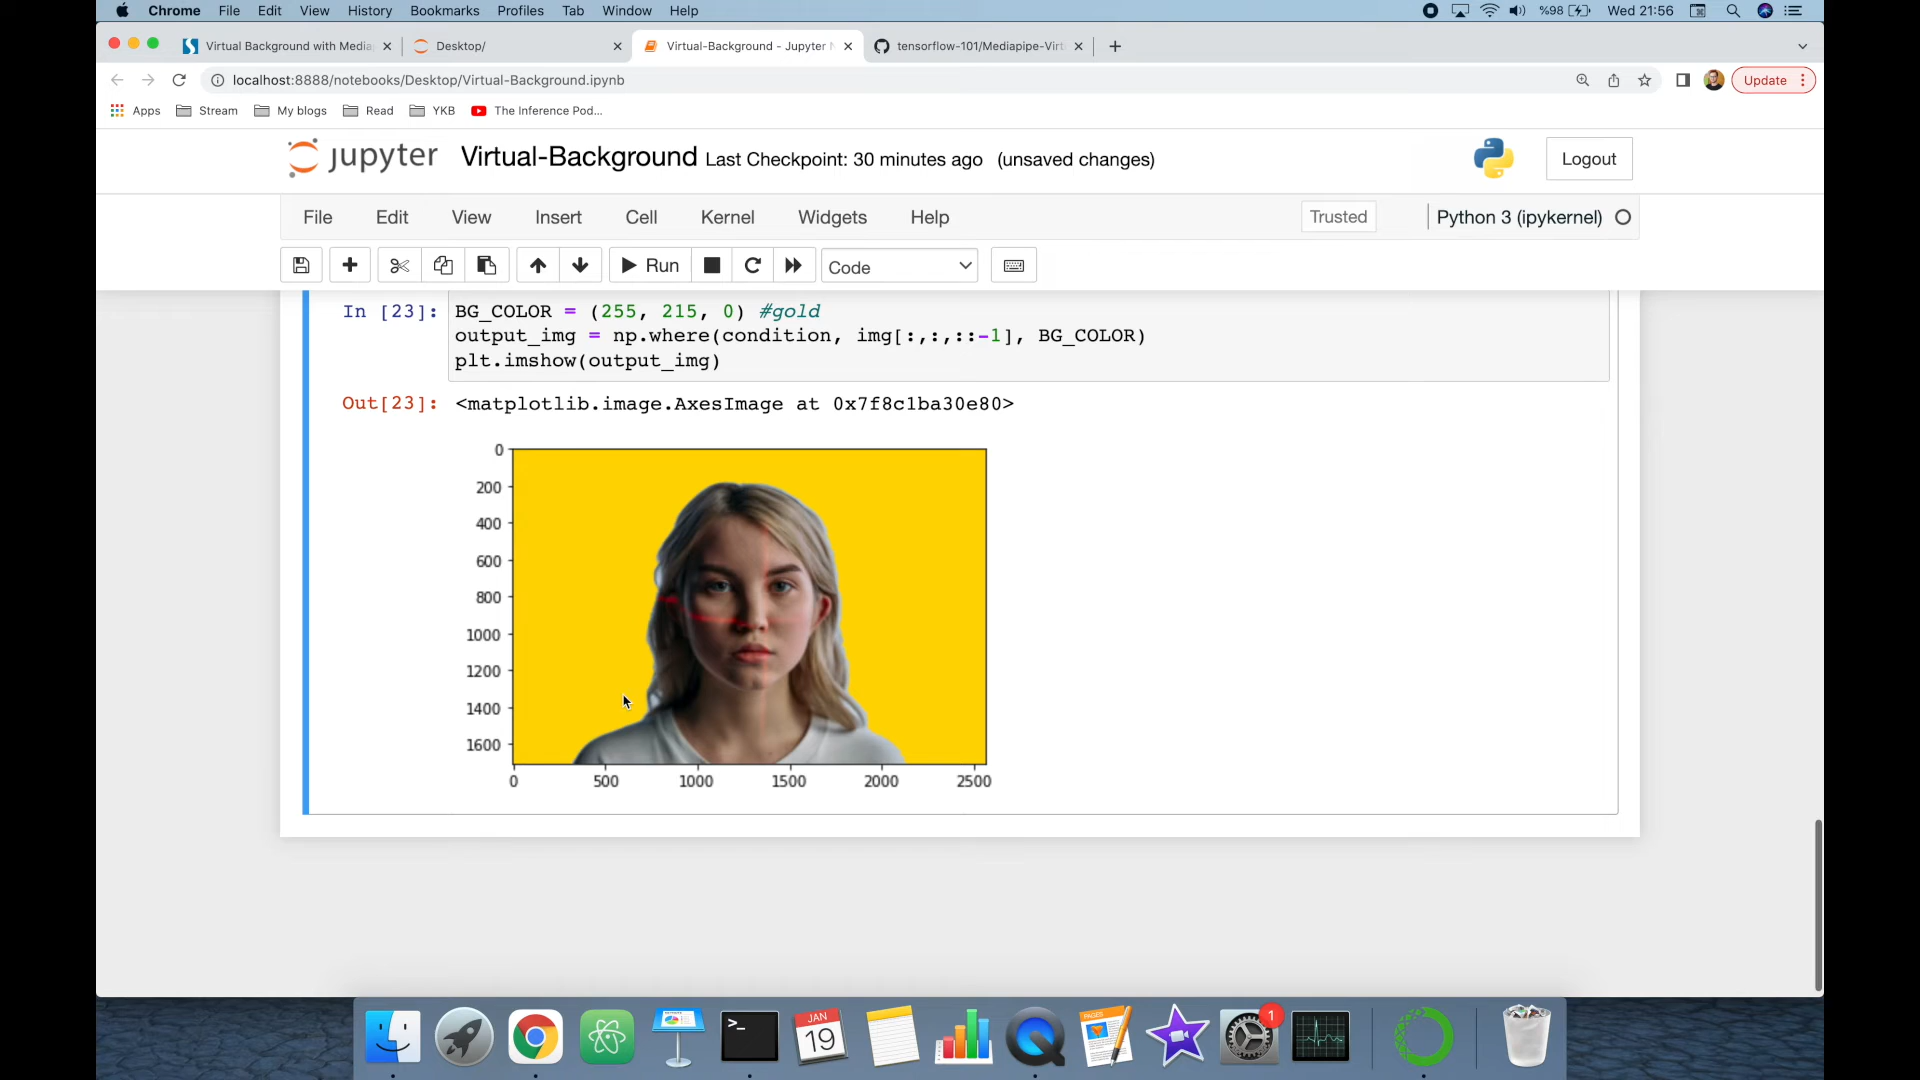 Chrome File Edit View History Bookmarks Profiles Tab Window Help %98 Wed 21:56
Virtual Background with Media Desktop/ Virtual-Background - Jupyter N tensorflow-101/Mediapipe-Virt
localhost:8888/notebooks/Desktop/Virtual-Background.ipynb Update
Apps Stream My blogs Read YKB The Inference Pod...
jupyter Virtual-Background Last Checkpoint: 30 minutes ago (unsaved changes) Logout
File Edit View Insert Cell Kernel Widgets Help Trusted Python 3 (ipykernel)
Run Code
In [23]: BG_COLOR = (255, 215, 0) #gold
output_img = np.where(condition, img[:,:,::-1], BG_COLOR)
plt.imshow(output_img)
Out[23]: <matplotlib.image.AxesImage at 0x7f8c1ba30e80>
0
200
400
600
800
1000
1200
1400
1600
0 500 1000 1500 2000 2500
>_ JAN 19 PAGES 1